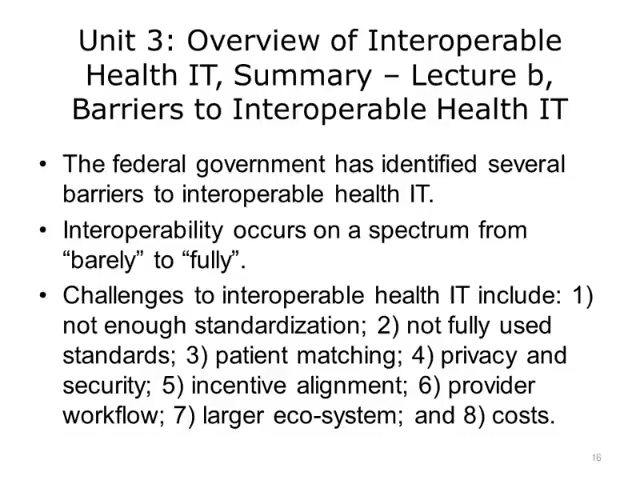 Unit 3: Overview of Interoperable
Health IT, Summary – Lecture b,
Barriers to Interoperable Health IT
• The federal government has identified several
barriers to interoperable health IT.
• Interoperability occurs on a spectrum from
“barely” to “fully”.
• Challenges to interoperable health IT include: 1)
not enough standardization; 2) not fully used
standards; 3) patient matching; 4) privacy and
security; 5) incentive alignment; 6) provider
workflow; 7) larger eco-system; and 8) costs.
16